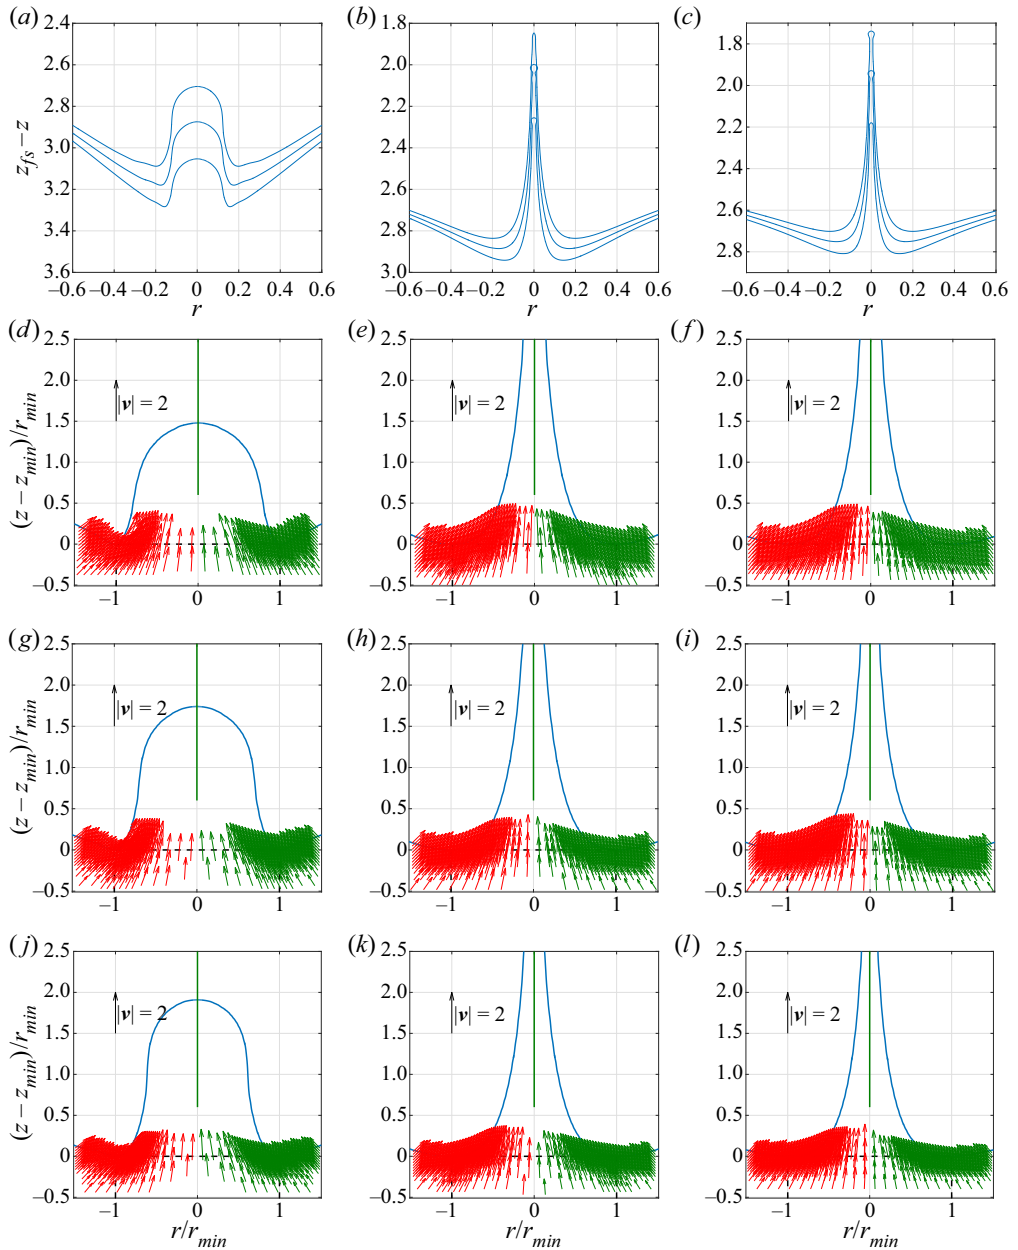 (a) (b) (c)
2.4 1.8 1.8
2.8 2.0 2.0
3.0 2.2 2.2
3.2 2.4 2.4
3.4 2.6 2.6
3.6 2.8 2.8
3.0
z_fs – z
–0.6 –0.4 –0.2 0 0.2 0.4 0.6
–0.6 –0.4 –0.2 0 0.2 0.4 0.6
–0.6 –0.4 –0.2 0 0.2 0.4 0.6
r r r
(d) (e) (f)
2.5 2.5 2.5
2.0 2.0 2.0
|v| = 2 |v| = 2 |v| = 2
1.5 1.5 1.5
1.0 1.0 1.0
0.5 0.5 0.5
0 0 0
–0.5 –0.5 –0.5
(z – z_min)/r_min
–1 0 1 –1 0 1 –1 0 1
(g) (h) (i)
2.5 2.5 2.5
2.0 2.0 2.0
|v| = 2 |v| = 2 |v| = 2
1.5 1.5 1.5
1.0 1.0 1.0
0.5 0.5 0.5
0 0 0
–0.5 –0.5 –0.5
(z – z_min)/r_min
–1 0 1 –1 0 1 –1 0 1
(j) (k) (l)
2.5 2.5 2.5
2.0 2.0 2.0
|v| = 2 |v| = 2 |v| = 2
1.5 1.5 1.5
1.0 1.0 1.0
0.5 0.5 0.5
0 0 0
–0.5 –0.5 –0.5
(z – z_min)/r_min
–1 0 1 –1 0 1 –1 0 1
r/r_min r/r_min r/r_min